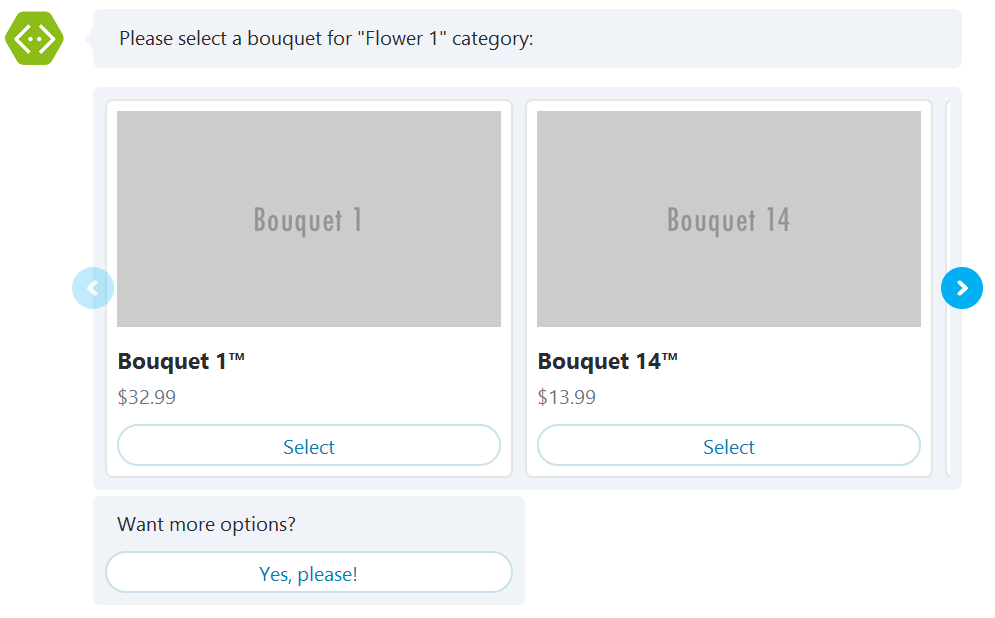 Please select a bouquet for "Flower 1" category:
Bouquet 1
Bouquet 14
Bouquet 1™
Bouquet 14™
$32.99
$13.99
Select
Select
Want more options?
Yes, please!